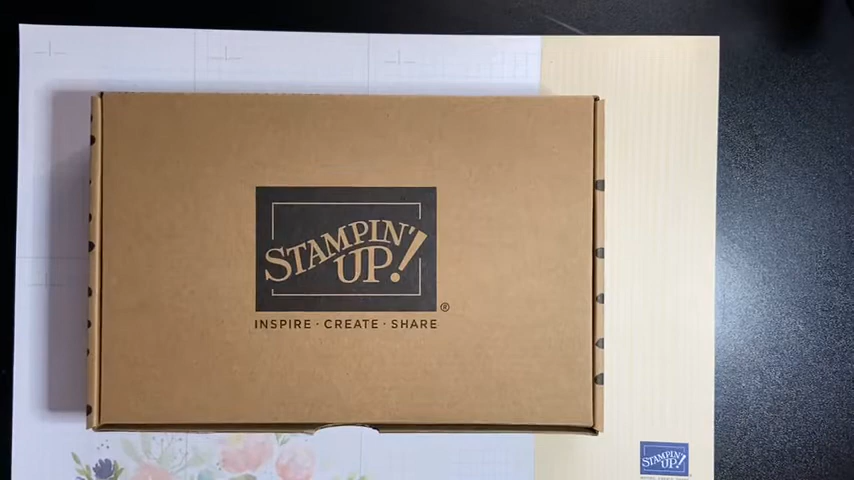 STAMPIN' UP!®
INSPIRE · CREATE · SHARE
STAMPIN' UP!